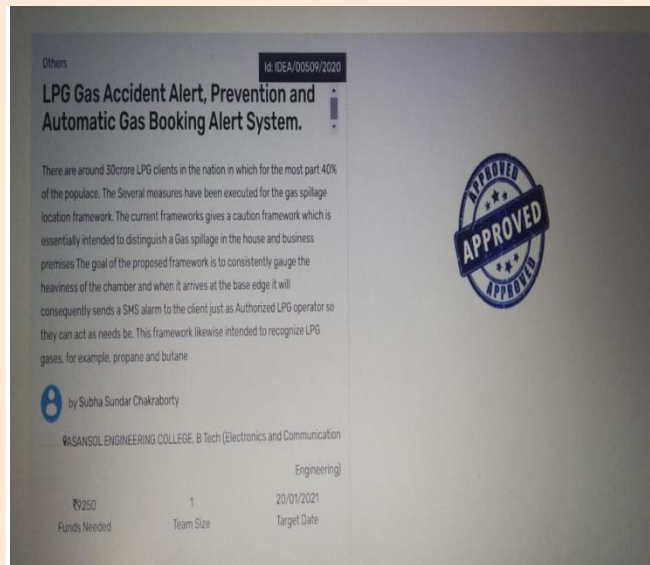 Others
Id: IDEA/00509/2020
LPG Gas Accident Alert, Prevention and
Automatic Gas Booking Alert System.
There are around 30crore LPG clients in the nation in which for the most part 40%
of the populace. The Several measures have been executed for the gas spillage
location framework. The current frameworks gives a caution framework which is
essentially intended to distinguish a Gas spillage in the house and business
premises The goal of the proposed framework is to consistently gauge the
heaviness of the chamber and when it arrives at the base edge it will
consequently sends a SMS alarm to the client just as Authorized LPG operator so
they can act as needs be. This framework likewise intended to recognize LPG
gases, for example, propane and butane
by Subha Sundar Chakraborty
ASANSOL ENGINEERING COLLEGE, B Tech (Electronics and Communication
Engineering)
₹9250
1
20/01/2021
Funds Needed
Team Size
Target Date
APPROVED
APPROVED
APPROVED